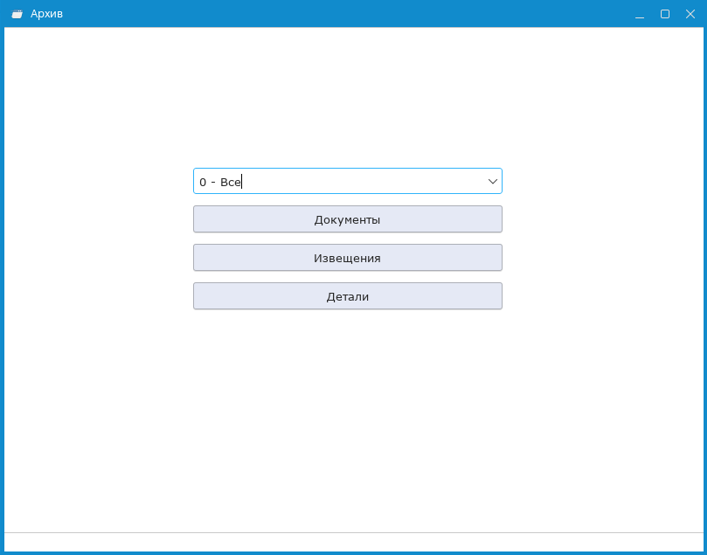 Архив
0 - Все
Документы
Извещения
Детали